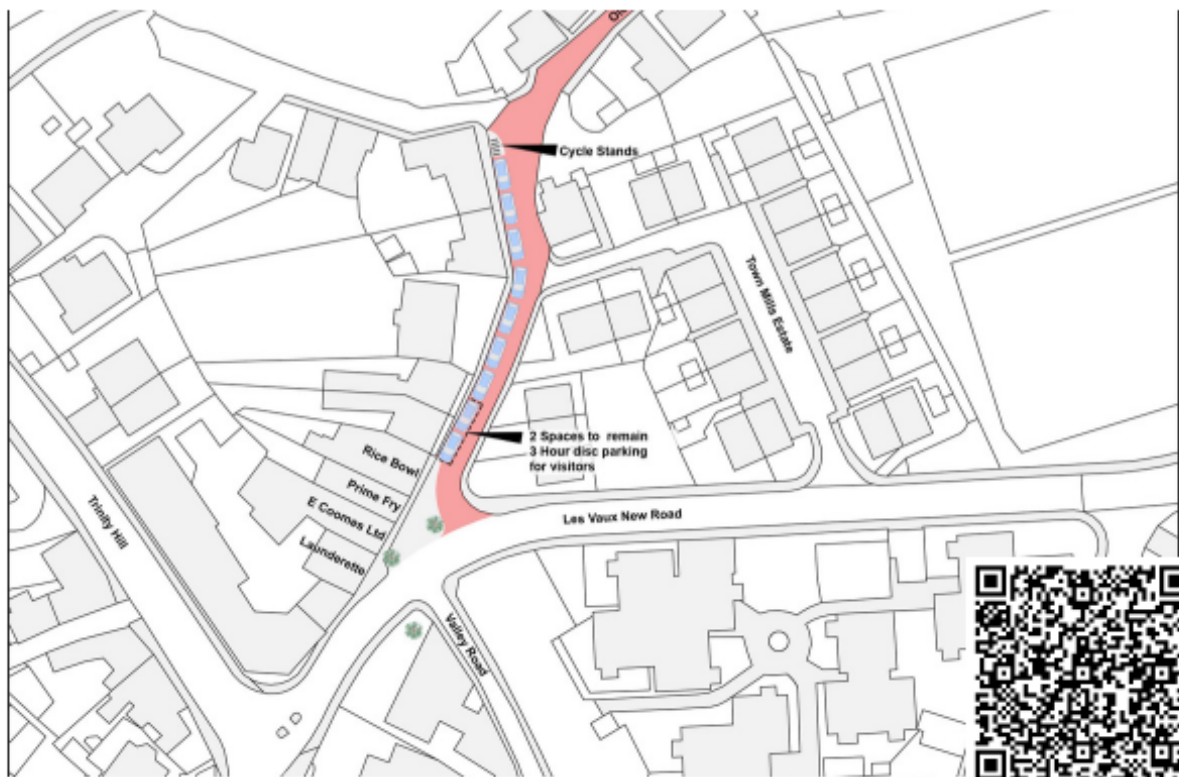 Cycle Stands
Town Mills Estate
2 Spaces to remain
3 Hour disc parking
for visitors
Rice Bowl
Prime Fry
E Coomes Ltd
Launderette
Trinity Hill
Les Vaux New Road
Valley Road